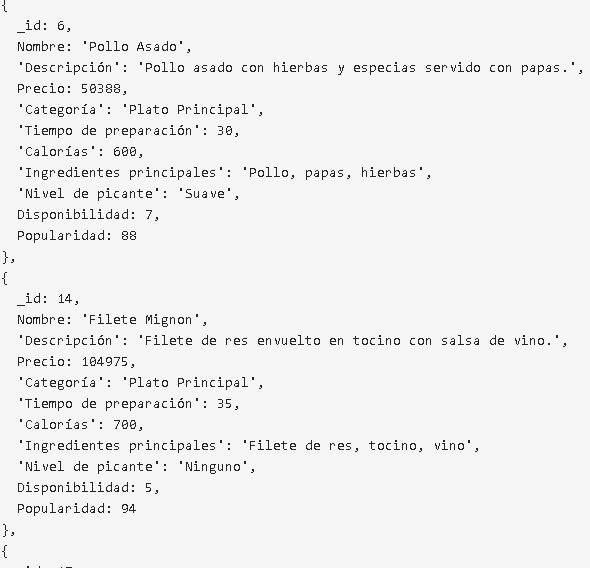 {
_id: 6,
Nombre: 'Pollo Asado',
'Descripción': 'Pollo asado con hierbas y especias servido con papas.',
Precio: 50388,
'Categoría': 'Plato Principal',
'Tiempo de preparación': 30,
'Calorías': 600,
'Ingredientes principales': 'Pollo, papas, hierbas',
'Nivel de picante': 'Suave',
Disponibilidad: 7,
Popularidad: 88
},
{
_id: 14,
Nombre: 'Filete Mignon',
'Descripción': 'Filete de res envuelto en tocino con salsa de vino.',
Precio: 104975,
'Categoría': 'Plato Principal',
'Tiempo de preparación': 35,
'Calorías': 700,
'Ingredientes principales': 'Filete de res, tocino, vino',
'Nivel de picante': 'Ninguno',
Disponibilidad: 5,
Popularidad: 94
},
{